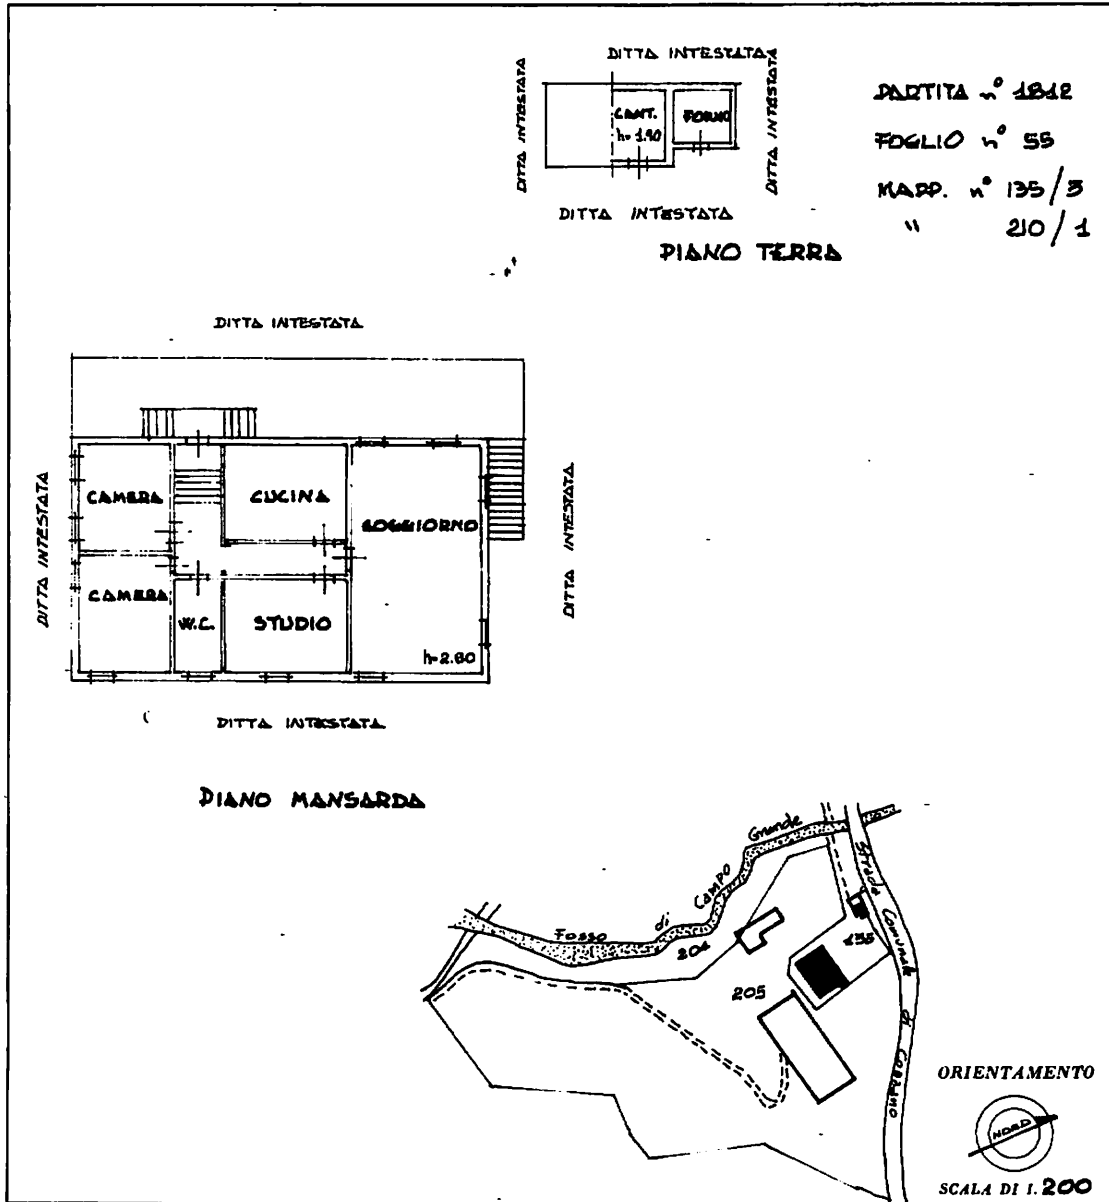 DITTA INTESTATA
DITTA INTESTATA
DITTA INTESTATA
CANT.
h=1.90
FORNO
DITTA INTESTATA
PIANO TERRA
PARTITA n° 1812
FOGLIO n° 55
MAPP. n° 135/3
" 210/1
DITTA INTESTATA
DITTA INTESTATA
DITTA INTESTATA
CAMERA
CUCINA
SOGGIORNO
CAMERA
W.C.
STUDIO
h=2.60
DITTA INTESTATA
PIANO MANSARDA
Fosso di Campo Grande
Strada Comunale di
204
135
205
ORIENTAMENTO
NORD
SCALA DI 1.200